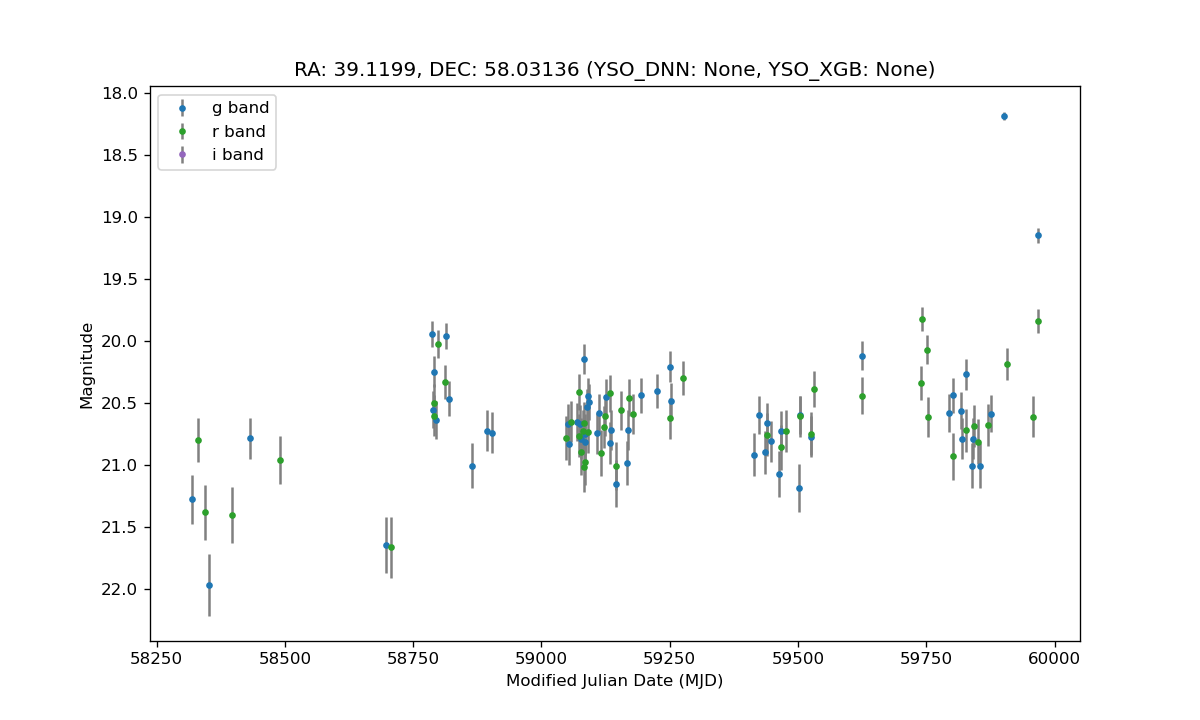 RA: 39.1199, DEC: 58.03136 (YSO_DNN: None, YSO_XGB: None)
g band
r band
i band
18.0
18.5
19.0
19.5
20.0
20.5
21.0
21.5
22.0
Magnitude
58250 58500 58750 59000 59250 59500 59750 60000
Modified Julian Date (MJD)